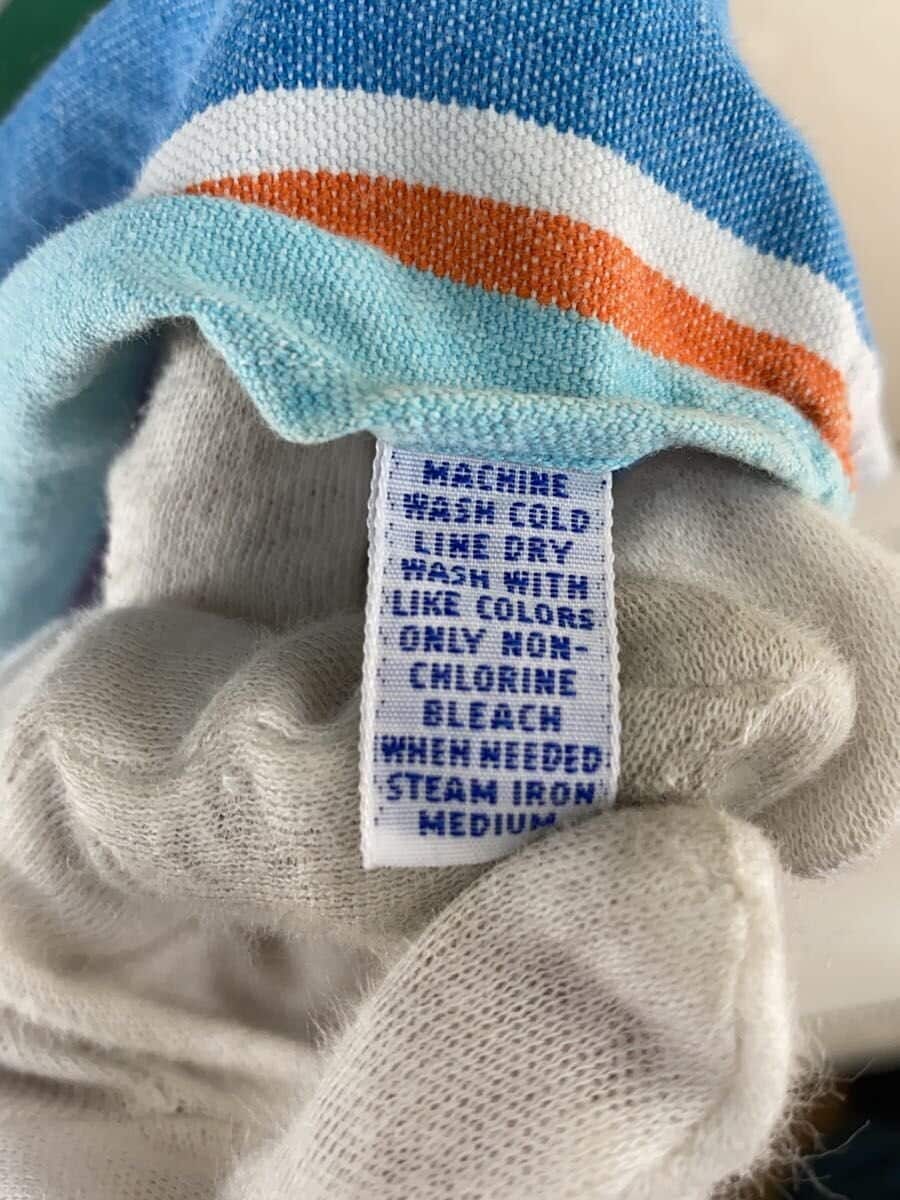 MACHINE
WASH COLD
LINE DRY
WASH WITH
LIKE COLORS
ONLY NON-
CHLORINE
BLEACH
WHEN NEEDED
STEAM IRON
MEDIUM